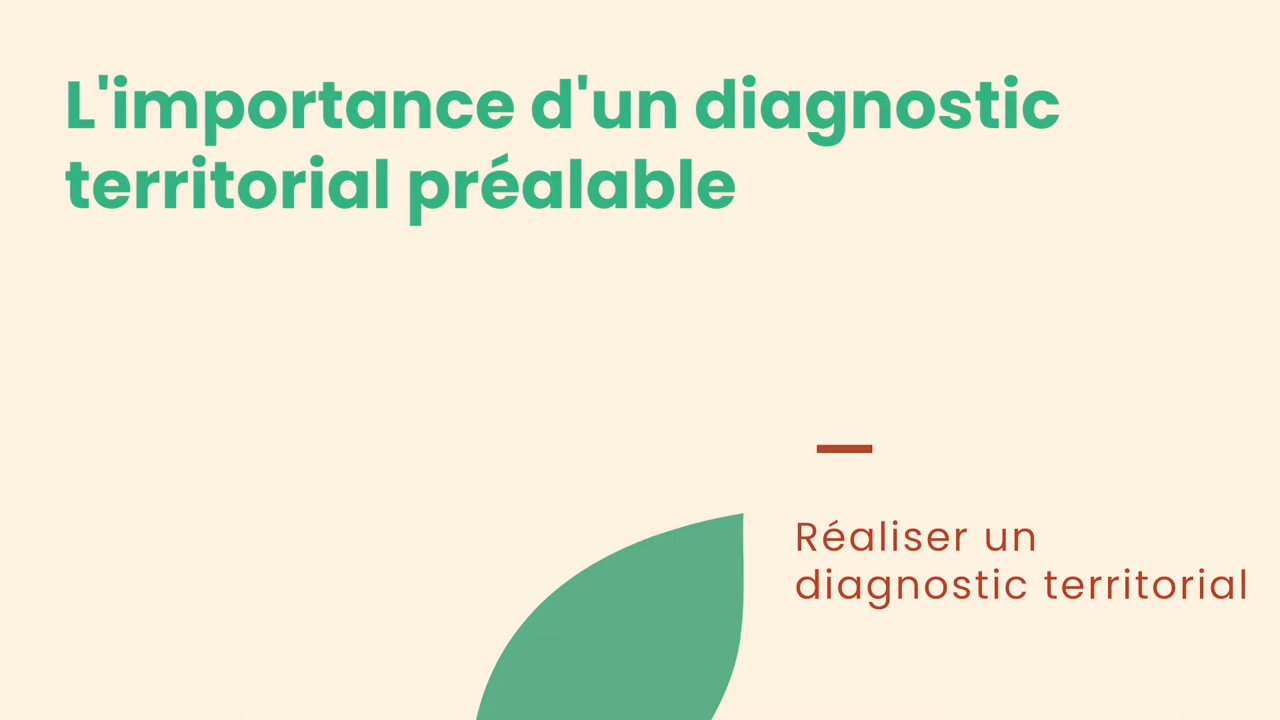 L'importance d'un diagnostic
territorial préalable
Réaliser un
diagnostic territorial